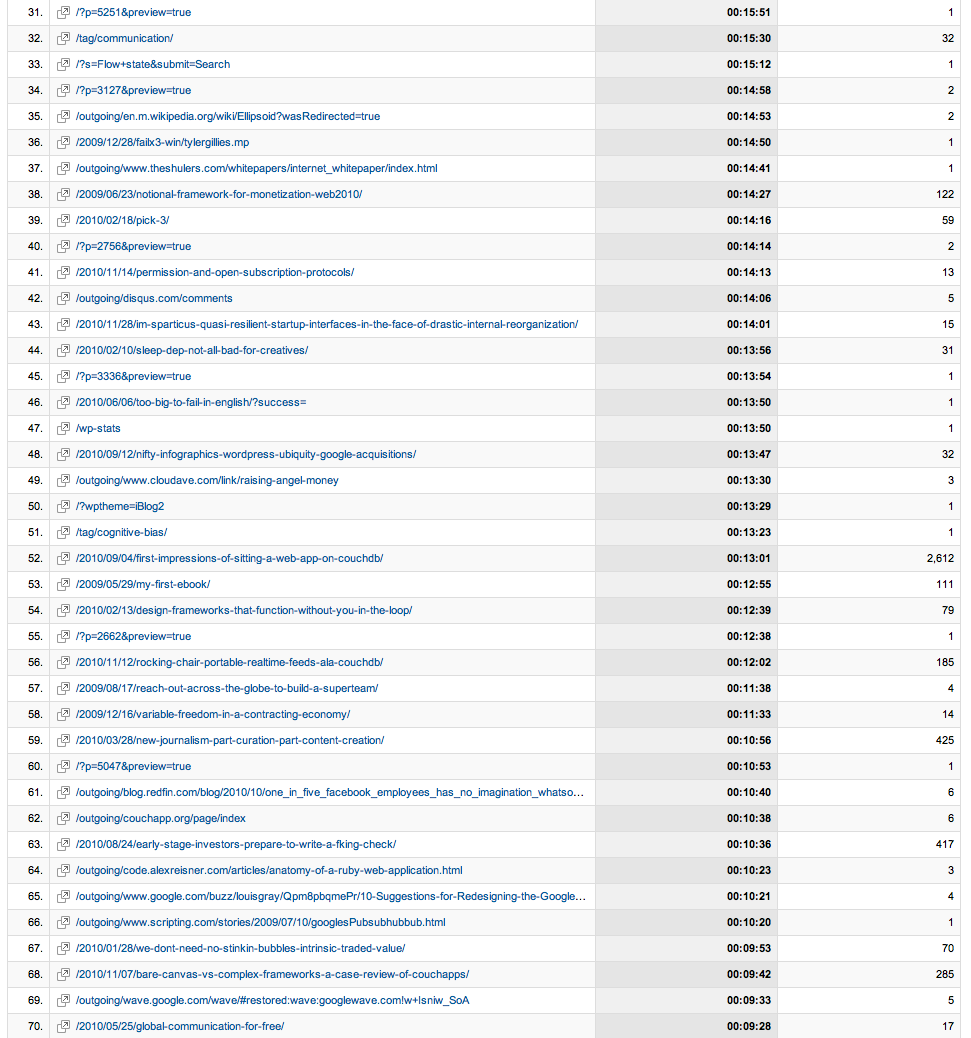 31. /?p=5251&preview=true 00:15:51 1
32. /tag/communication/ 00:15:30 32
33. /?s=Flow+state&submit=Search 00:15:12 1
34. /?p=3127&preview=true 00:14:58 2
35. /outgoing/en.m.wikipedia.org/wiki/Ellipsoid?wasRedirected=true 00:14:53 2
36. /2009/12/28/failx3-win/tylergillies.mp 00:14:50 1
37. /outgoing/www.theshulers.com/whitepapers/internet_whitepaper/index.html 00:14:41 1
38. /2009/06/23/notional-framework-for-monetization-web2010/ 00:14:27 122
39. /2010/02/18/pick-3/ 00:14:16 59
40. /?p=2756&preview=true 00:14:14 2
41. /2010/11/14/permission-and-open-subscription-protocols/ 00:14:13 13
42. /outgoing/disqus.com/comments 00:14:06 5
43. /2010/11/28/im-sparticus-quasi-resilient-startup-interfaces-in-the-face-of-drastic-internal-reorganization/ 00:14:01 15
44. /2010/02/10/sleep-dep-not-all-bad-for-creatives/ 00:13:56 31
45. /?p=3336&preview=true 00:13:54 1
46. /2010/06/06/too-big-to-fail-in-english/?success= 00:13:50 1
47. /wp-stats 00:13:50 1
48. /2010/09/12/nifty-infographics-wordpress-ubiquity-google-acquisitions/ 00:13:47 32
49. /outgoing/www.cloudave.com/link/raising-angel-money 00:13:30 3
50. /?wptheme=iBlog2 00:13:29 1
51. /tag/cognitive-bias/ 00:13:23 1
52. /2010/09/04/first-impressions-of-sitting-a-web-app-on-couchdb/ 00:13:01 2,612
53. /2009/05/29/my-first-ebook/ 00:12:55 111
54. /2010/02/13/design-frameworks-that-function-without-you-in-the-loop/ 00:12:39 79
55. /?p=2662&preview=true 00:12:38 1
56. /2010/11/12/rocking-chair-portable-realtime-feeds-ala-couchdb/ 00:12:02 185
57. /2009/08/17/reach-out-across-the-globe-to-build-a-superteam/ 00:11:38 4
58. /2009/12/16/variable-freedom-in-a-contracting-economy/ 00:11:33 14
59. /2010/03/28/new-journalism-part-curation-part-content-creation/ 00:10:56 425
60. /?p=5047&preview=true 00:10:53 1
61. /outgoing/blog.redfin.com/blog/2010/10/one_in_five_facebook_employees_has_no_imagination_whatso... 00:10:40 6
62. /outgoing/couchapp.org/page/index 00:10:38 6
63. /2010/08/24/early-stage-investors-prepare-to-write-a-fking-check/ 00:10:36 417
64. /outgoing/code.alexreisner.com/articles/anatomy-of-a-ruby-web-application.html 00:10:23 3
65. /outgoing/www.google.com/buzz/louisgray/Qpm8pbqmePr/10-Suggestions-for-Redesigning-the-Google... 00:10:21 4
66. /outgoing/www.scripting.com/stories/2009/07/10/googlesPubsubhubbub.html 00:10:20 1
67. /2010/01/28/we-dont-need-no-stinkin-bubbles-intrinsic-traded-value/ 00:09:53 70
68. /2010/11/07/bare-canvas-vs-complex-frameworks-a-case-review-of-couchapps/ 00:09:42 285
69. /outgoing/wave.google.com/wave/#restored:wave:googlewave.com!w+lsniw_SoA 00:09:33 5
70. /2010/05/25/global-communication-for-free/ 00:09:28 17